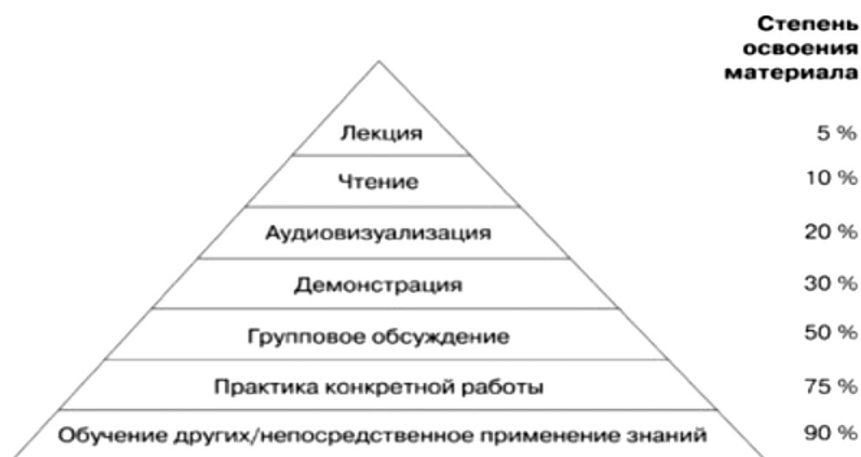 Степень
освоения
материала
Лекция 5 %
Чтение 10 %
Аудиовизуализация 20 %
Демонстрация 30 %
Групповое обсуждение 50 %
Практика конкретной работы 75 %
Обучение других/непосредственное применение знаний 90 %